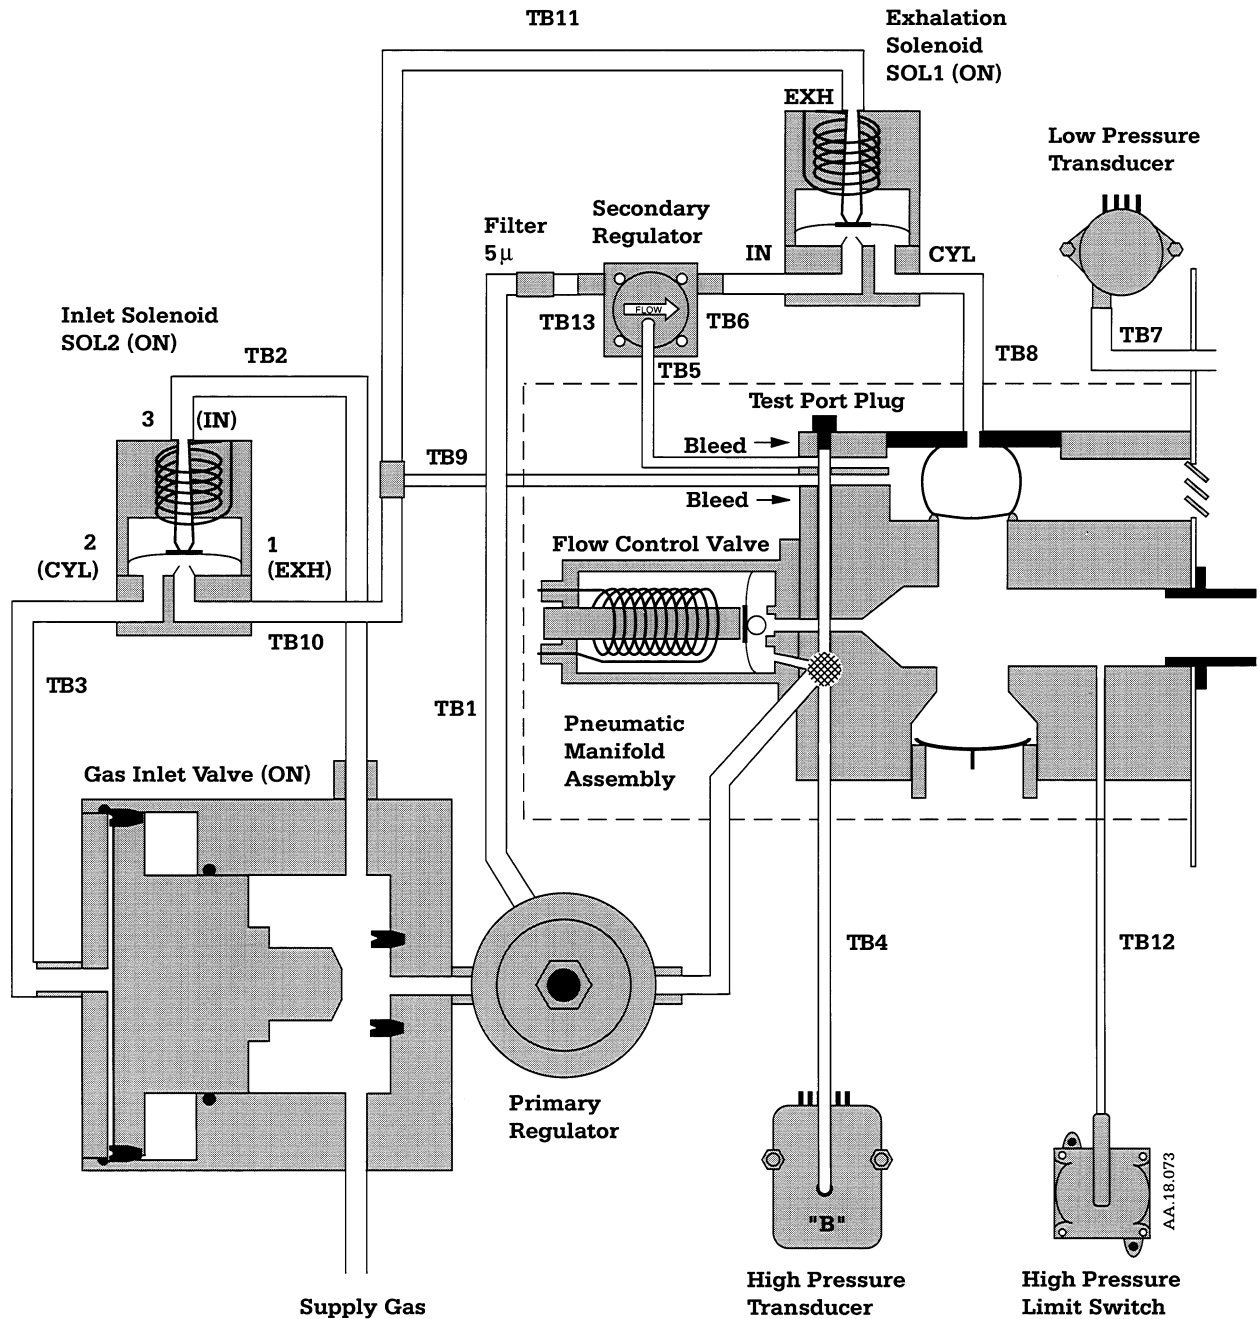 TB11
Exhalation
Solenoid
SOL1 (ON)
EXH
Low Pressure
Transducer
Secondary
Regulator
Filter
5µ
IN
CYL
FLOW
TB13
TB6
Inlet Solenoid
SOL2 (ON)
TB2
TB7
TB8
TB5
Test Port Plug
3
(IN)
Bleed
TB9
Bleed
2
(CYL)
1
(EXH)
Flow Control Valve
TB10
TB3
TB1
Pneumatic
Manifold
Assembly
Gas Inlet Valve (ON)
TB4
TB12
Primary
Regulator
"B"
AA.18.073
High Pressure
Transducer
High Pressure
Limit Switch
Supply Gas